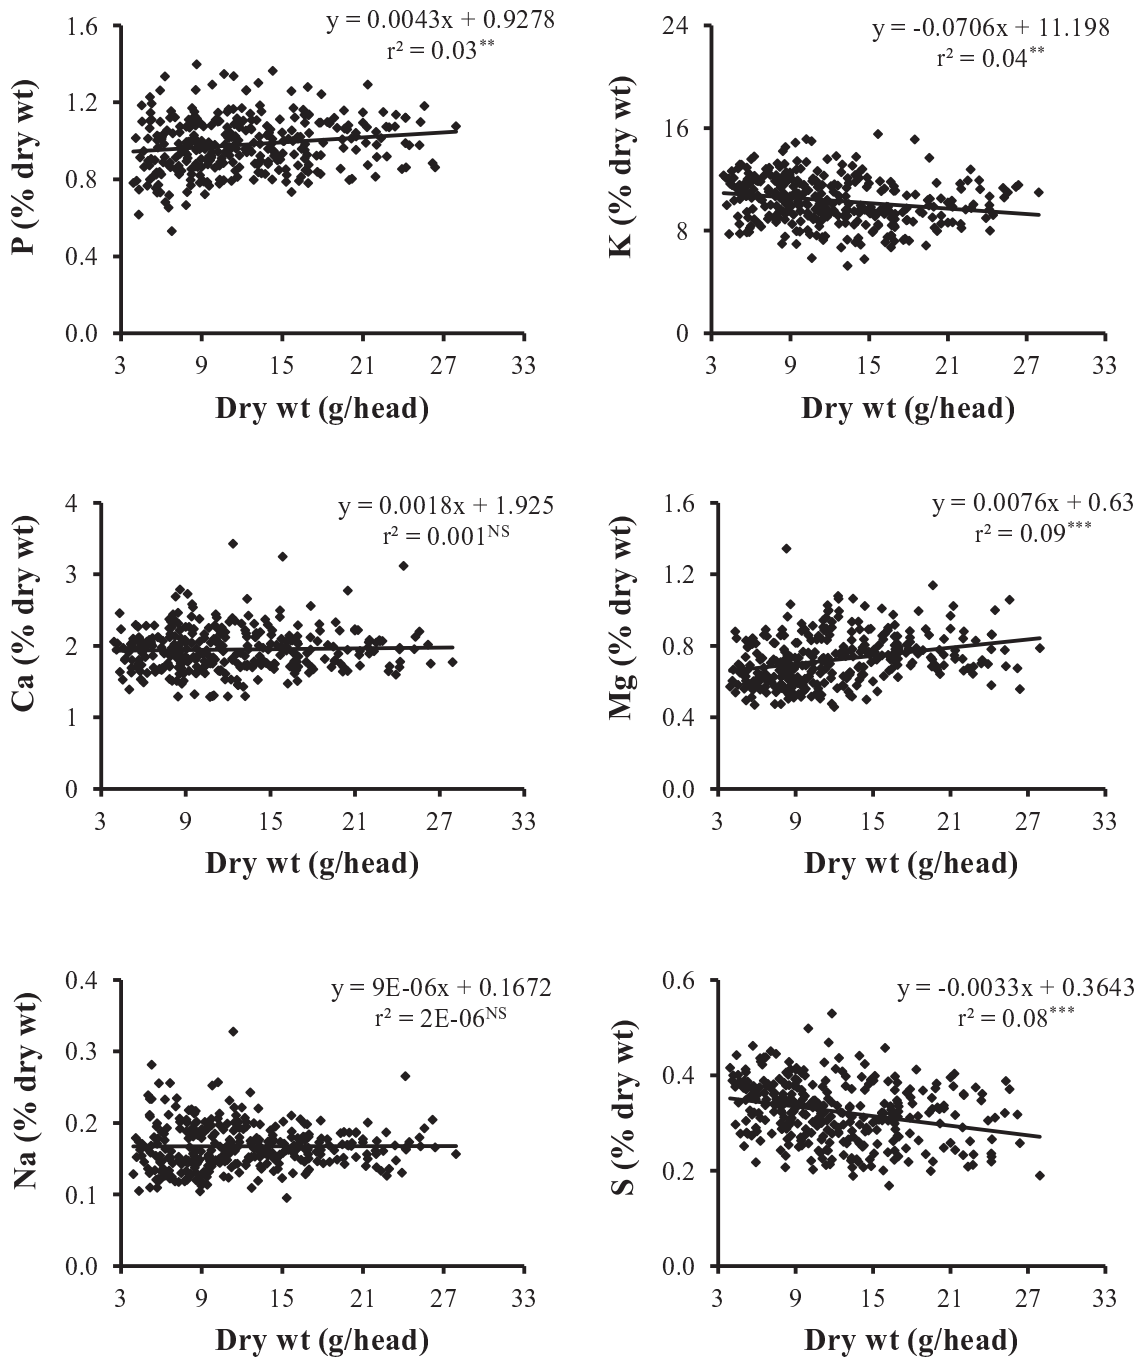 y = 0.0043x + 0.9278
r² = 0.03**
P (% dry wt)
1.6
1.2
0.8
0.4
0.0
3 9 15 21 27 33
Dry wt (g/head)
y = -0.0706x + 11.198
r² = 0.04**
K (% dry wt)
24
16
8
0
3 9 15 21 27 33
Dry wt (g/head)
y = 0.0018x + 1.925
r² = 0.001NS
Ca (% dry wt)
4
3
2
1
0
3 9 15 21 27 33
Dry wt (g/head)
y = 0.0076x + 0.63
r² = 0.09***
Mg (% dry wt)
1.6
1.2
0.8
0.4
0.0
3 9 15 21 27 33
Dry wt (g/head)
y = 9E-06x + 0.1672
r² = 2E-06NS
Na (% dry wt)
0.4
0.3
0.2
0.1
0.0
3 9 15 21 27 33
Dry wt (g/head)
y = -0.0033x + 0.3643
r² = 0.08***
S (% dry wt)
0.6
0.4
0.2
0.0
3 9 15 21 27 33
Dry wt (g/head)